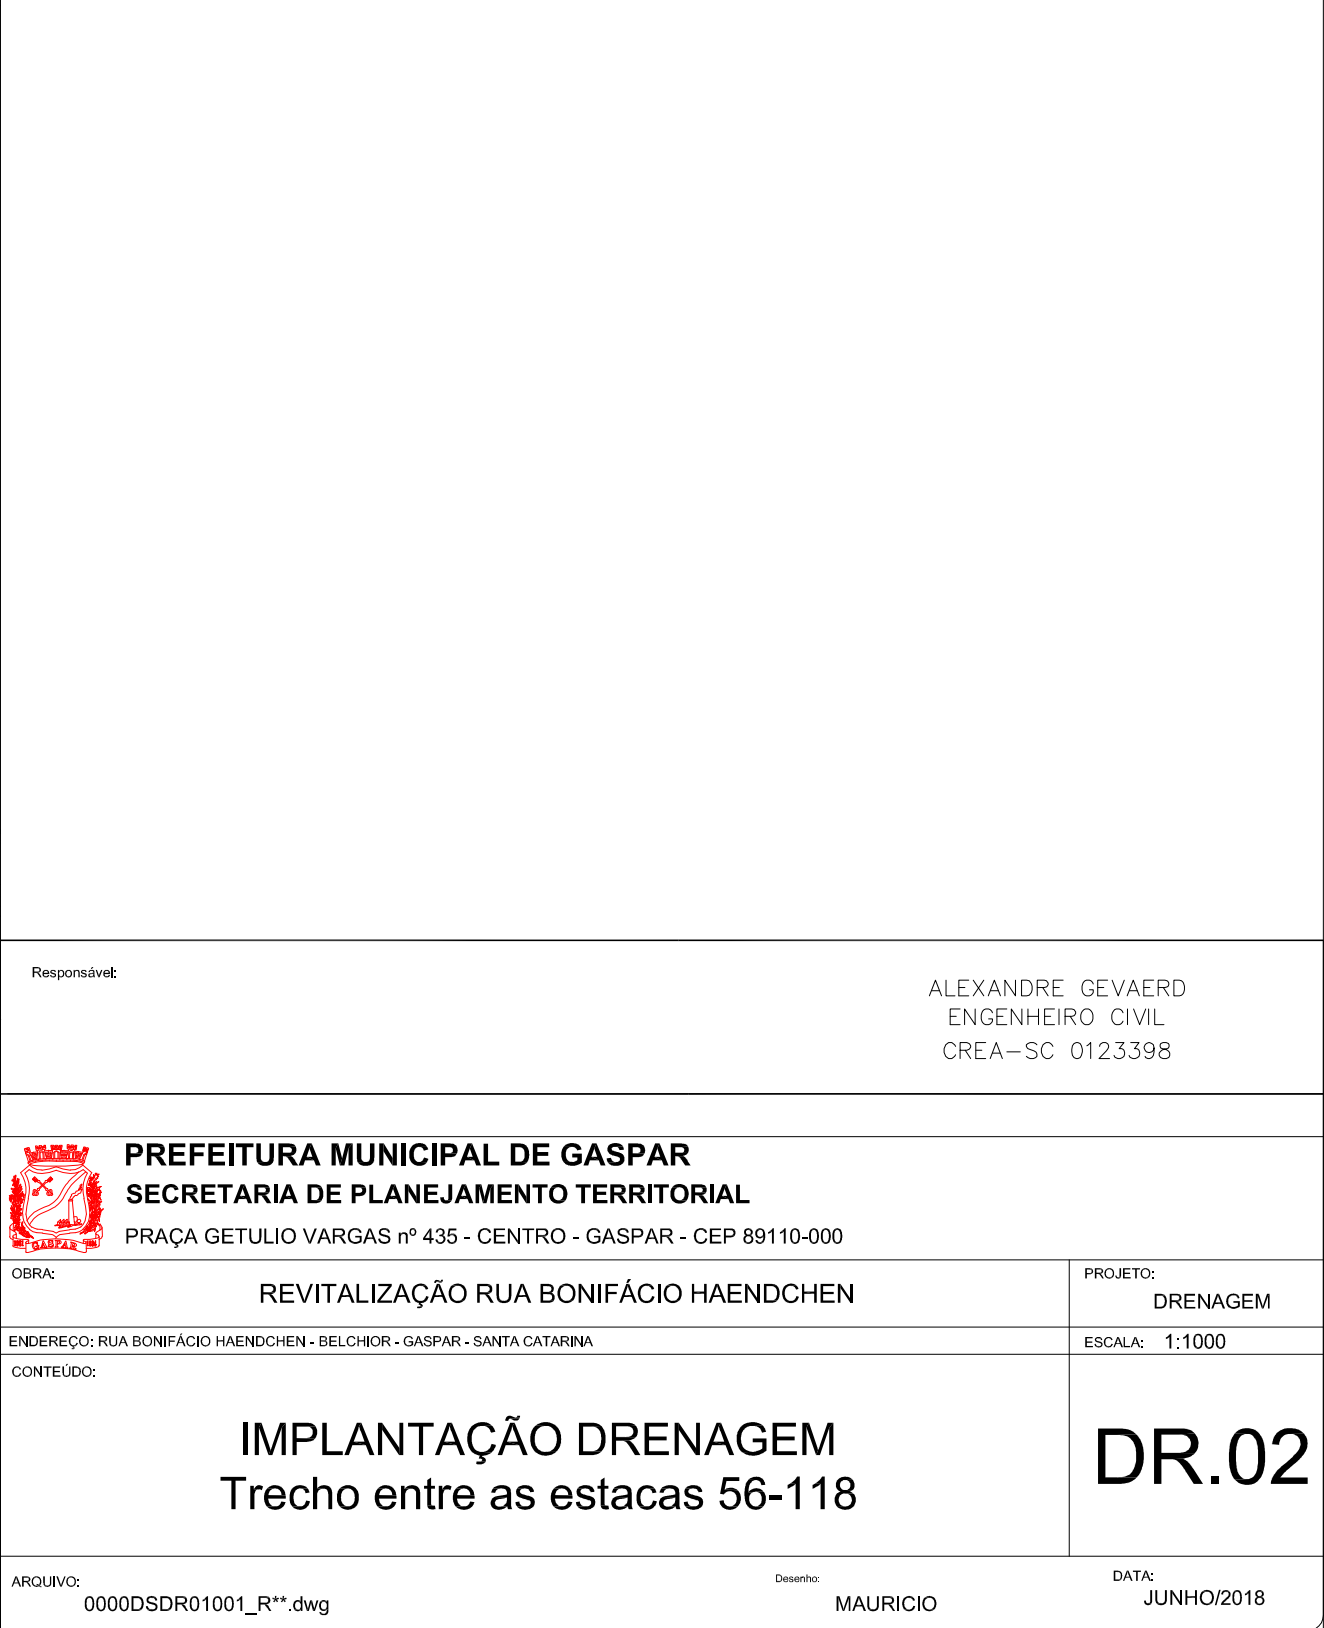 Responsável:
ALEXANDRE GEVAERD
ENGENHEIRO CIVIL
CREA-SC 0123398
PREFEITURA MUNICIPAL DE GASPAR
SECRETARIA DE PLANEJAMENTO TERRITORIAL
PRAÇA GETULIO VARGAS nº 435 - CENTRO - GASPAR - CEP 89110-000
GASPAR
OBRA:
REVITALIZAÇÃO RUA BONIFÁCIO HAENDCHEN
PROJETO:
DRENAGEM
ENDEREÇO: RUA BONIFÁCIO HAENDCHEN - BELCHIOR - GASPAR - SANTA CATARINA
ESCALA: 1:1000
CONTEÚDO:
IMPLANTAÇÃO DRENAGEM
Trecho entre as estacas 56-118
DR.02
ARQUIVO:
0000DSDR01001_R**.dwg
Desenho:
MAURICIO
DATA:
JUNHO/2018